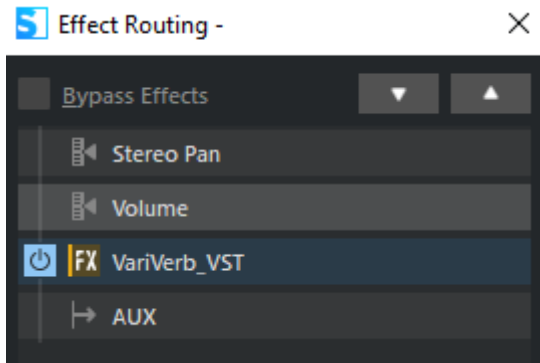 Effect Routing -
Bypass Effects
Stereo Pan
Volume
FX VariVerb_VST
AUX